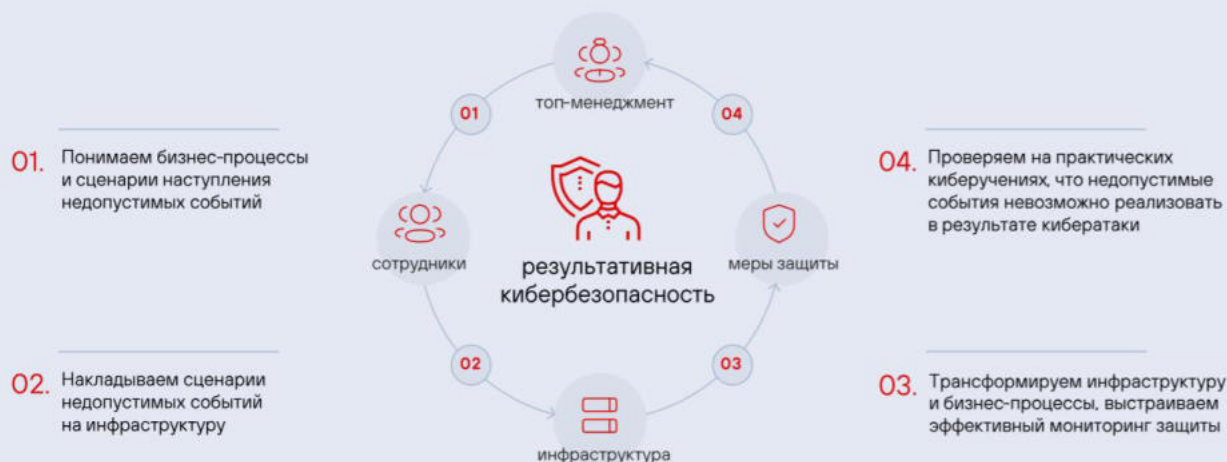 топ-менеджмент
01
04
01. Понимаем бизнес-процессы
и сценарии наступления
недопустимых событий
04. Проверяем на практических
киберучениях, что недопустимые
события невозможно реализовать
в результате кибератаки
сотрудники
меры защиты
результативная
кибербезопасность
02
03
02. Накладываем сценарии
недопустимых событий
на инфраструктуру
03. Трансформируем инфраструктуру
и бизнес-процессы, выстраиваем
эффективный мониторинг защиты
инфраструктура